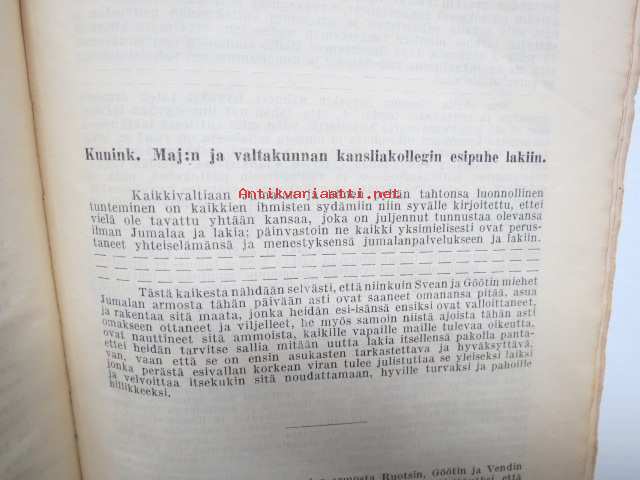 Kunink. Maj:n ja valtakunnan kansliakollegin esipuhe lakiin.
Antikvariaatti.net
Kaikkivaltiaan ja tahtonsa luonnollinen
tunteminen on kaikkien ihmisten sydämiin niin syvälle kirjoitettu, ettei
vielä ole tavattu yhtään kansaa, joka on juljennut tunnustaa olevansa
ilman Jumalaa ja lakia; päinvastoin ne kaikki yksimielisesti ovat perus-
taneet yhteiselämänsä ja menestyksensä jumalanpalvelukseen ja lakiin.
Tästä kaikesta nähdään selvästi, että niinkuin Svean ja Göötin miehet
Jumalan armosta tähän päivään asti ovat saaneet omanansa pitää, asua
ja rakentaa sitä maata, jonka heidän esi-isänsä ensiksi ovat valloittaneet,
omakseen ottaneet ja viljelleet, he myös samoin niistä ajoista tähän asti
ovat nauttineet sitä ammoista, kaikille vapaille maille tulevaa oikeutta,
ettei heidän tarvitse sallia mitään uutta lakia itsellensä pakolla panta-
van, vaan että se on ensin asukasten tarkastettava ja hyväksyttävä,
jonka perästä esivallan korkean viran tulee julistuttaa se yleiseksi laiksi
ja velvoittaa itsekukin sitä noudattamaan, hyville turvaksi ja pahoille
hillikkeeksi.
armosta Ruotsin, Göötin ja Vendin
että